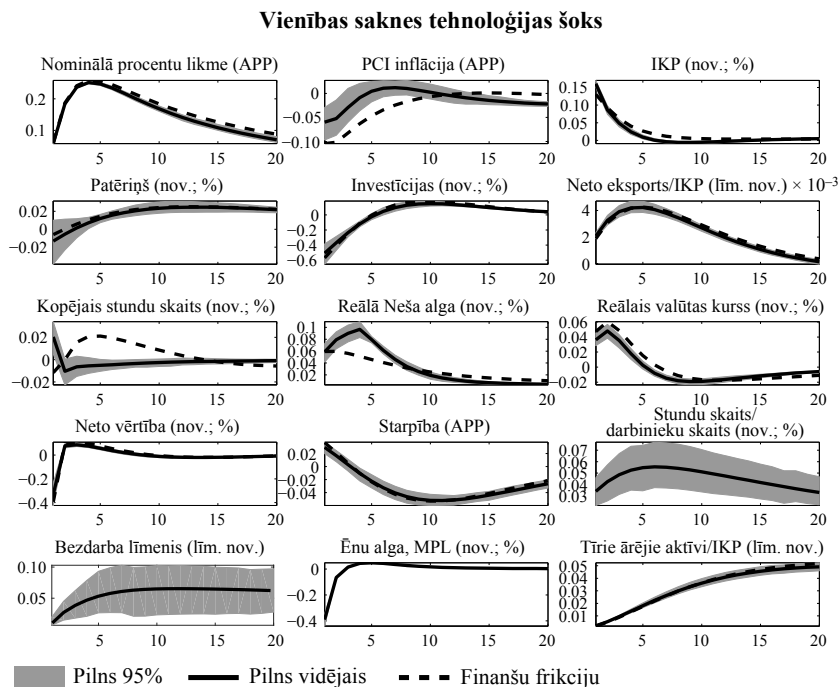 Vienības saknes tehnoloģijas šoks
Nominālā procentu likme (APP)
0.2
0.1
5 10 15 20
PCI inflācija (APP)
0
−0.05
−0.10
5 10 15 20
IKP (nov.; %)
0.15
0.10
0.05
0
5 10 15 20
Patēriņš (nov.; %)
0.02
0
−0.02
5 10 15 20
Investīcijas (nov.; %)
0
−0.2
−0.4
−0.6
5 10 15 20
Neto eksports/IKP (līm. nov.) × 10⁻³
4
2
0
5 10 15 20
Kopējais stundu skaits (nov.; %)
0.02
0
−0.02
5 10 15 20
Reālā Neša alga (nov.; %)
0.1
0.08
0.06
0.04
0.02
5 10 15 20
Reālais valūtas kurss (nov.; %)
0.06
0.04
0.02
0
−0.02
5 10 15 20
Neto vērtība (nov.; %)
0
−0.2
−0.4
5 10 15 20
Starpība (APP)
0.02
0
−0.02
−0.04
5 10 15 20
Stundu skaits/
darbinieku skaits (nov.; %)
0.07
0.06
0.05
0.04
0.03
5 10 15 20
Bezdarba līmenis (līm. nov.)
0.10
0.05
5 10 15 20
Ēnu alga, MPL (nov.; %)
0
−0.2
−0.4
5 10 15 20
Tīrie ārējie aktīvi/IKP (līm. nov.)
0.05
0.04
0.03
0.02
0.01
5 10 15 20
Pilns 95% Pilns vidējais Finanšu frikciju